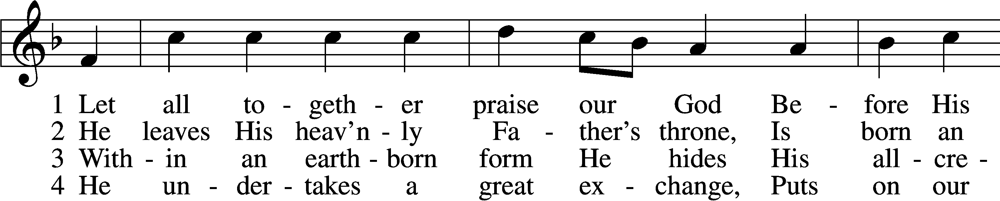 1 Let all to - geth - er praise our God Be - fore His
2 He leaves His heav'n - ly Fa - ther's throne, Is born an
3 With - in an earth - born form He hides His all - cre -
4 He un - der - takes a great ex - change, Puts on our